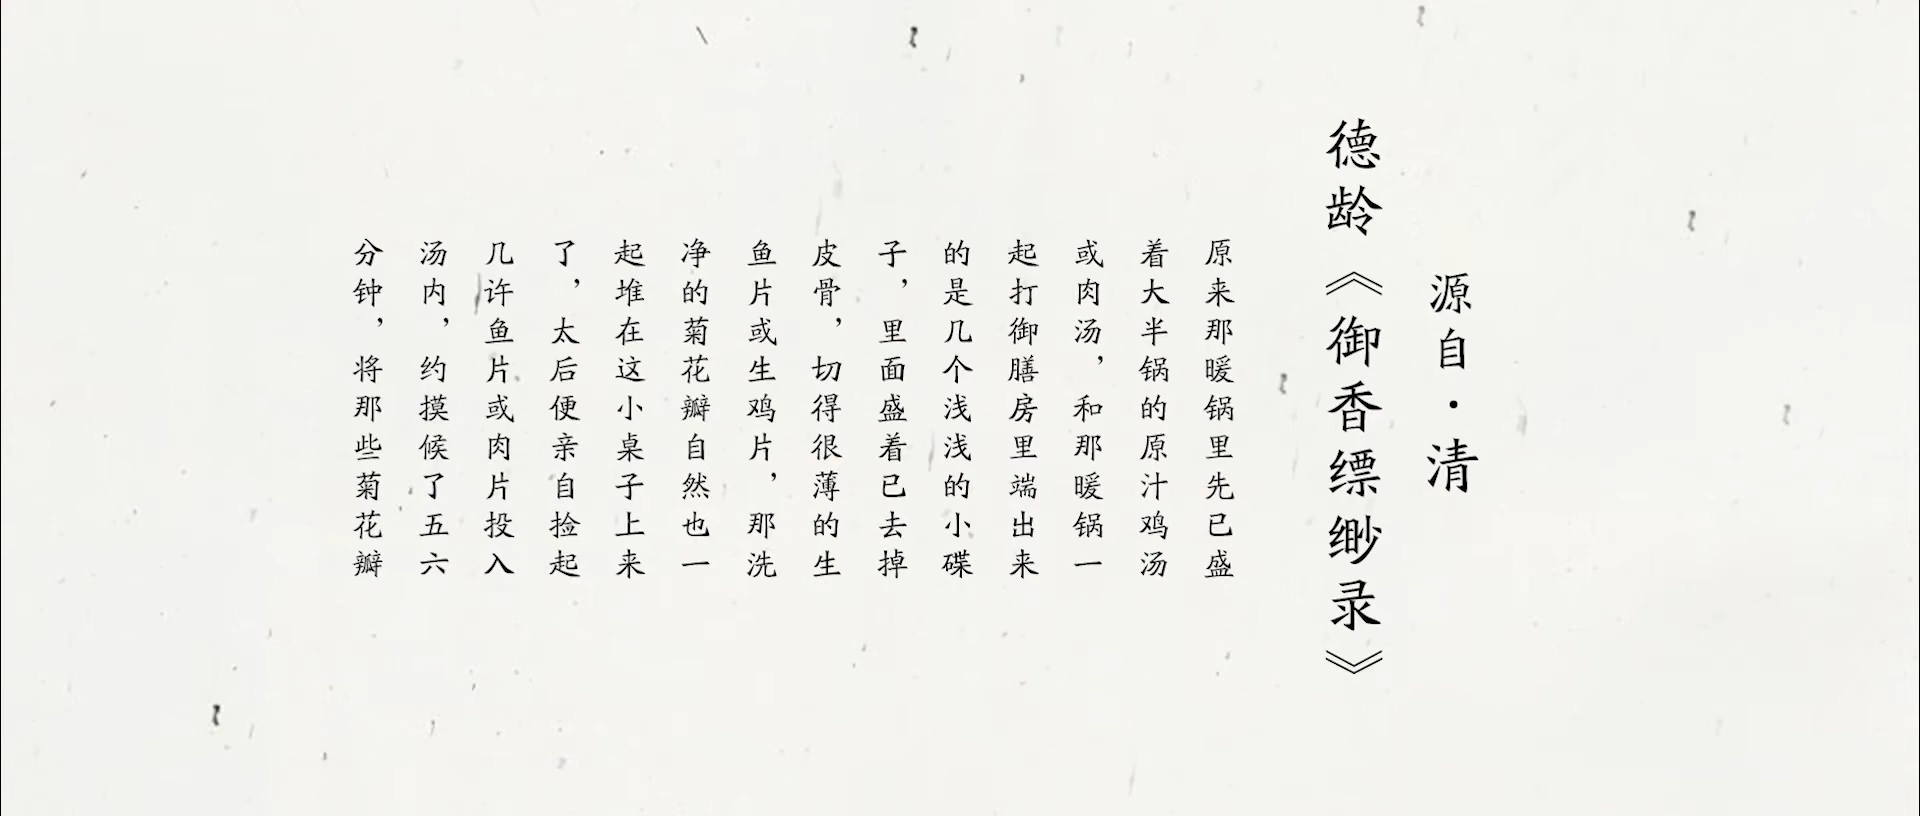 源自·清
德龄《御香缥缈录》
原来那暖锅里先已盛
着大半锅的原汁鸡汤
或肉汤，和那暖锅一
起打御膳房里端出来
的是几个浅浅的小碟
子，里面盛着已去掉
皮骨，切得很薄的生
鱼片或生鸡片，那洗
净的菊花瓣自然也一
起堆在这小桌子上来
了，太后便亲自捡起
几许鱼片或肉片投入
汤内，约摸候了五六
分钟，将那些菊花瓣